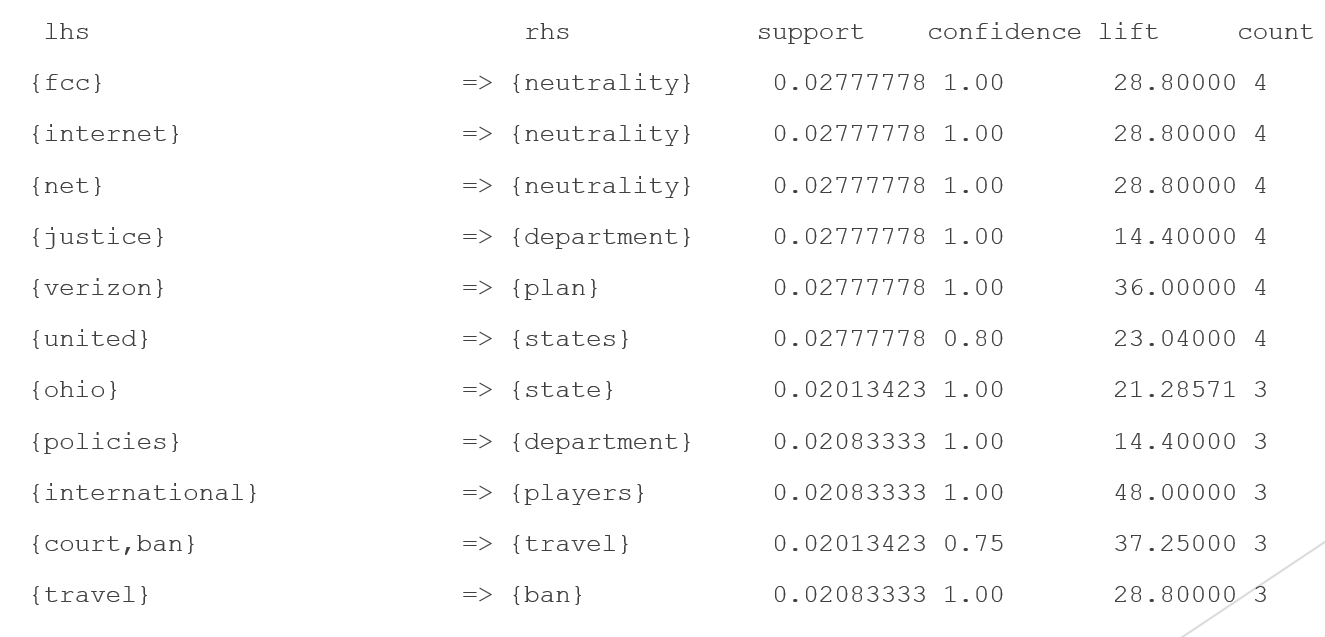 lhs rhs support confidence lift count
{fcc} => {neutrality} 0.02777778 1.00 28.80000 4
{internet} => {neutrality} 0.02777778 1.00 28.80000 4
{net} => {neutrality} 0.02777778 1.00 28.80000 4
{justice} => {department} 0.02777778 1.00 14.40000 4
{verizon} => {plan} 0.02777778 1.00 36.00000 4
{united} => {states} 0.02777778 0.80 23.04000 4
{ohio} => {state} 0.02013423 1.00 21.28571 3
{policies} => {department} 0.02083333 1.00 14.40000 3
{international} => {players} 0.02083333 1.00 48.00000 3
{court,ban} => {travel} 0.02013423 0.75 37.25000 3
{travel} => {ban} 0.02083333 1.00 28.80000 3